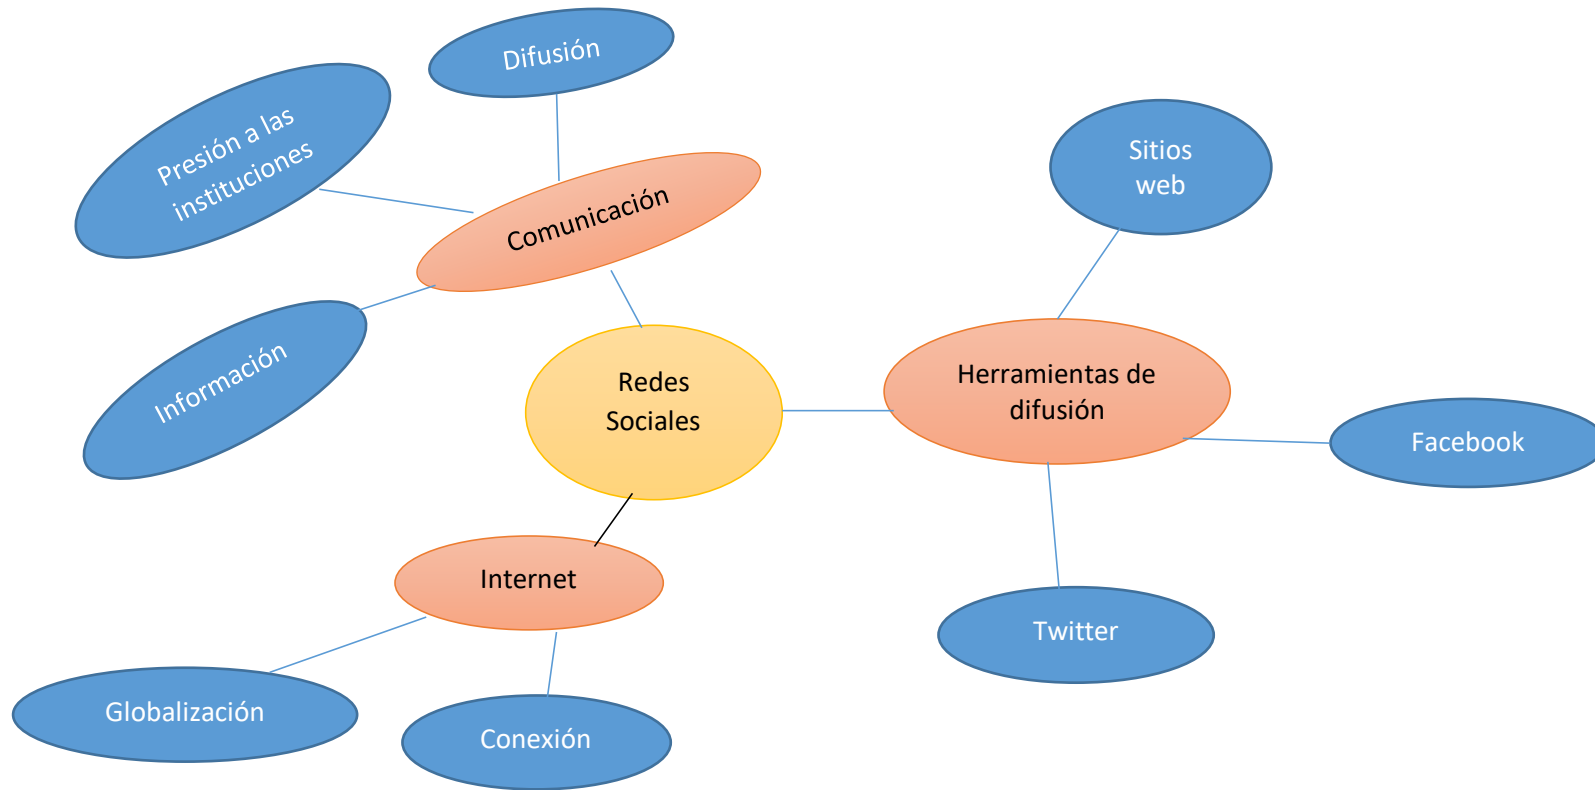 Difusión
Presión a las
instituciones
Comunicación
Información
Sitios
web
Redes
Sociales
Herramientas de
difusión
Facebook
Internet
Twitter
Globalización
Conexión